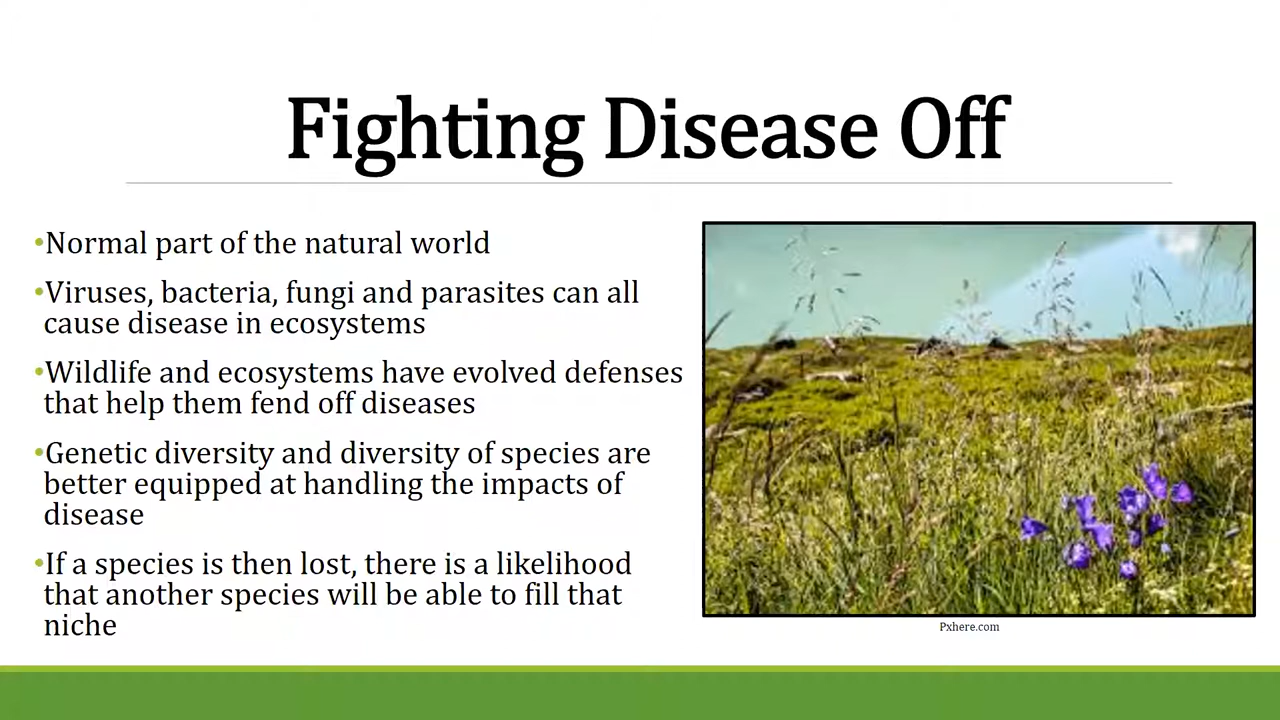 Fighting Disease Off
•Normal part of the natural world
•Viruses, bacteria, fungi and parasites can all
cause disease in ecosystems
•Wildlife and ecosystems have evolved defenses
that help them fend off diseases
•Genetic diversity and diversity of species are
better equipped at handling the impacts of
disease
•If a species is then lost, there is a likelihood
that another species will be able to fill that
niche
Pxhere.com